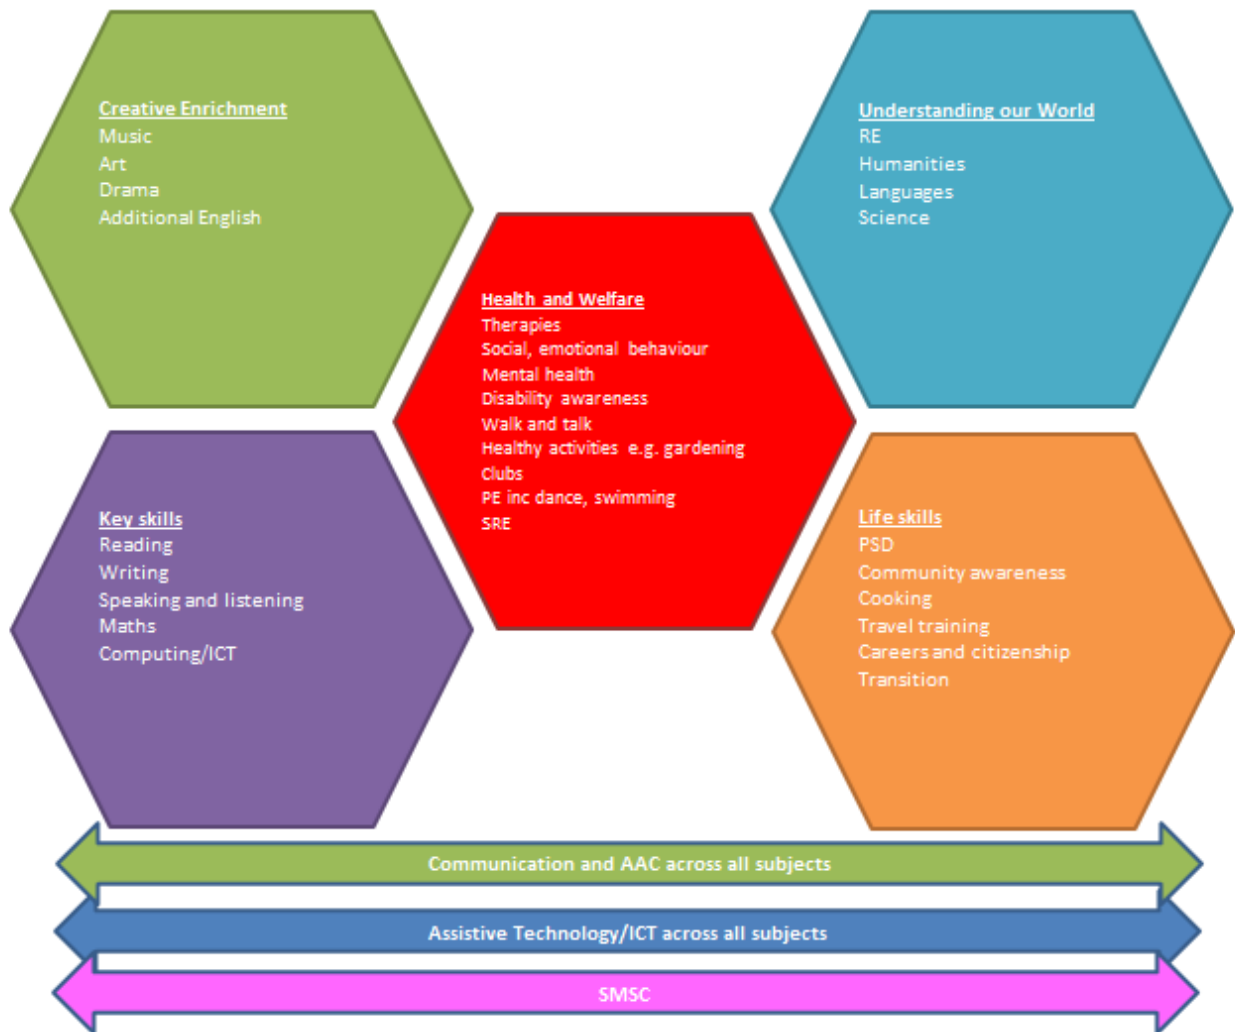 Creative Enrichment
Music
Art
Drama
Additional English
Understanding our World
RE
Humanities
Languages
Science
Health and Welfare
Therapies
Social, emotional behaviour
Mental health
Disability awareness
Walk and talk
Healthy activities e.g. gardening
Clubs
PE inc dance, swimming
SRE
Key skills
Reading
Writing
Speaking and listening
Maths
Computing/ICT
Life skills
PSD
Community awareness
Cooking
Travel training
Careers and citizenship
Transition
Communication and AAC across all subjects
Assistive Technology/ICT across all subjects
SMSC